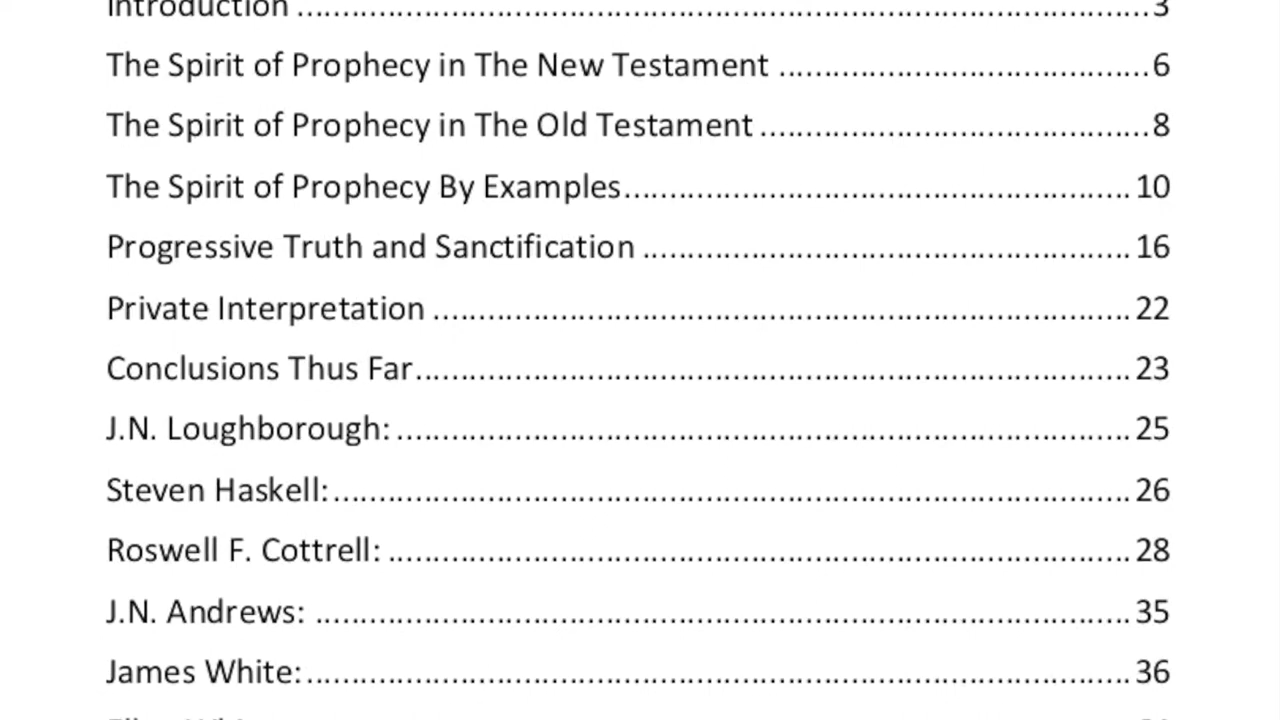 Introduction ........................................................................................................ 3
The Spirit of Prophecy in The New Testament .............................................. 6
The Spirit of Prophecy in The Old Testament ................................................ 8
The Spirit of Prophecy By Examples............................................................. 10
Progressive Truth and Sanctification ........................................................... 16
Private Interpretation ................................................................................... 22
Conclusions Thus Far..................................................................................... 23
J.N. Loughborough: ....................................................................................... 25
Steven Haskell:............................................................................................... 26
Roswell F. Cottrell: ........................................................................................ 28
J.N. Andrews: ................................................................................................. 35
James White:.................................................................................................. 36